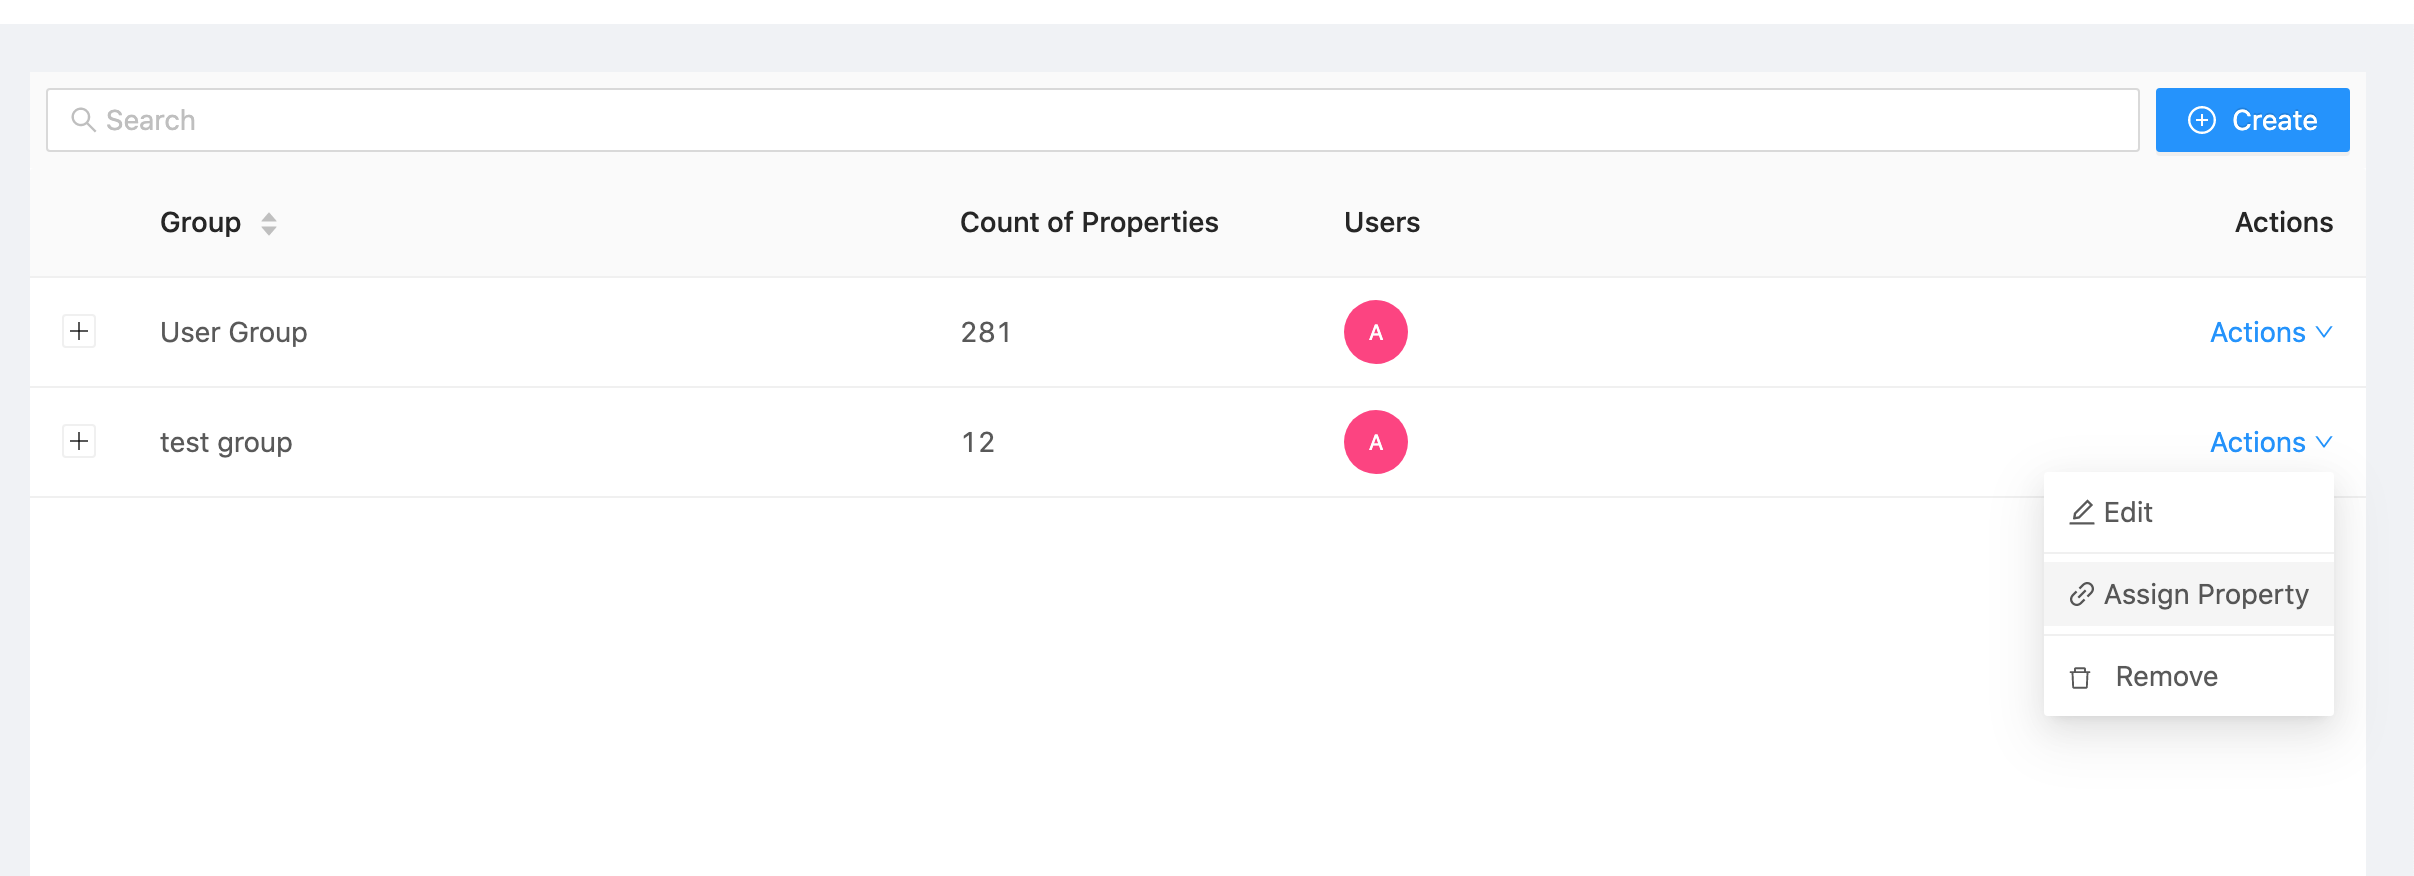 Search
Create
Group Count of Properties Users Actions
User Group 281 A Actions
test group 12 A Actions
Edit
Assign Property
Remove